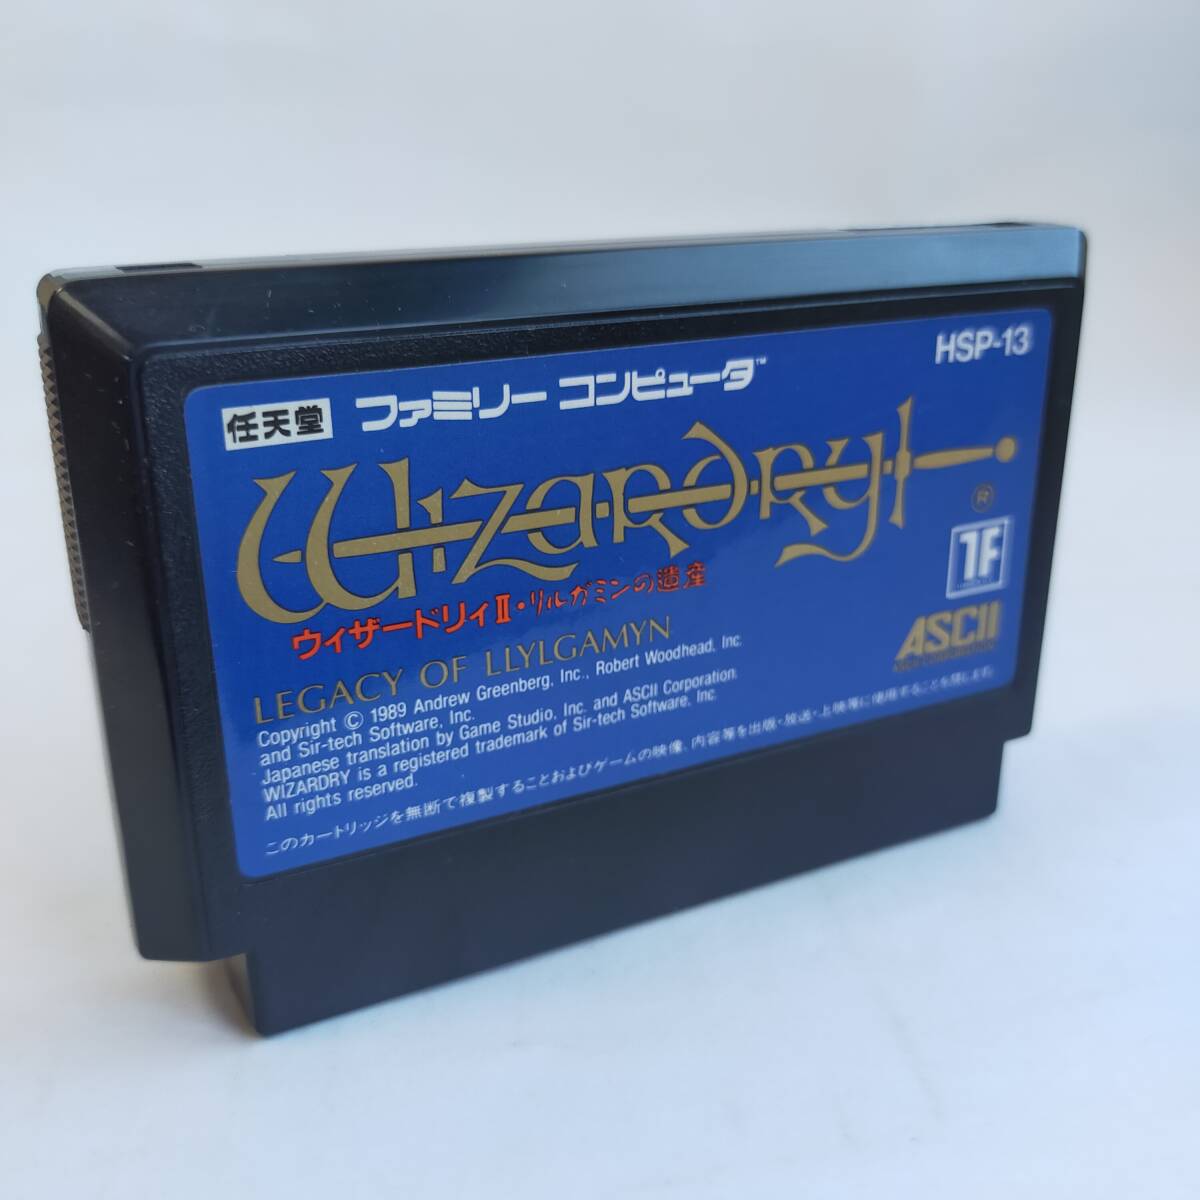 HSP-13
任天堂 ファミリー コンピュータ™
Wizardry
®
ウィザードリィII・リルガミンの遺産
LEGACY OF LLYLGAMYN
1F
ASCII
ASCII CORPORATION
Copyright © 1989 Andrew Greenberg, Inc., Robert Woodhead, Inc.
and Sir-tech Software, Inc.
Japanese translation by Game Studio, Inc. and ASCII Corporation.
WIZARDRY is a registered trademark of Sir-tech Software, Inc.
All rights reserved.
このカートリッジを無断で複製することおよびゲームの映像、内容等を出版・放送・上映等に使用することを禁します。